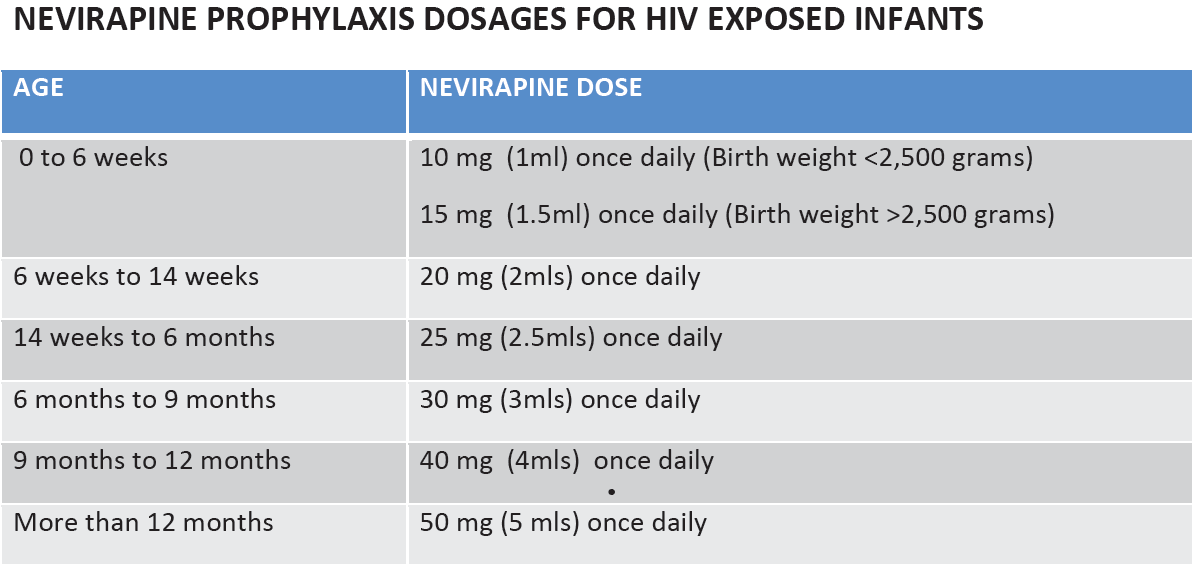 NEVIRAPINE PROPHYLAXIS DOSAGES FOR HIV EXPOSED INFANTS
AGE NEVIRAPINE DOSE
0 to 6 weeks 10 mg (1ml) once daily (Birth weight <2,500 grams)
15 mg (1.5ml) once daily (Birth weight >2,500 grams)
6 weeks to 14 weeks 20 mg (2mls) once daily
14 weeks to 6 months 25 mg (2.5mls) once daily
6 months to 9 months 30 mg (3mls) once daily
9 months to 12 months 40 mg (4mls) once daily
•
More than 12 months 50 mg (5 mls) once daily